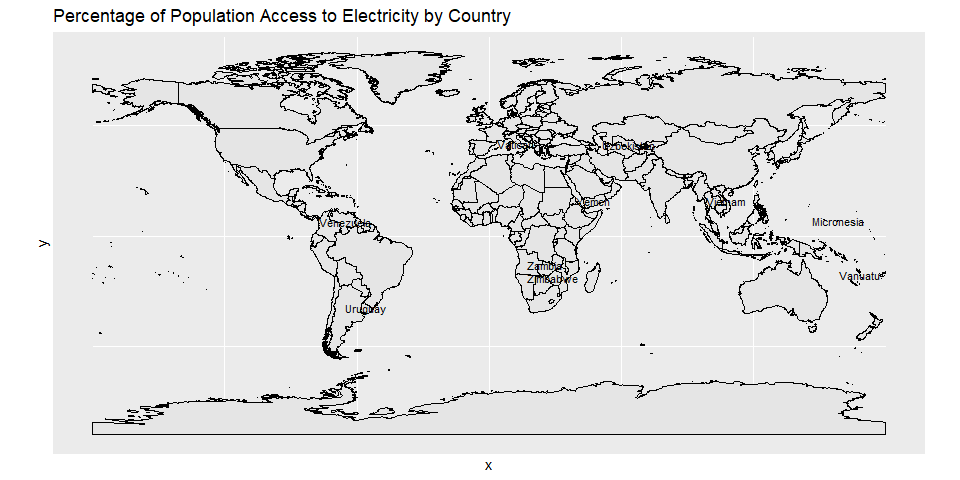 Percentage of Population Access to Electricity by Country
Vatican
Uzbekistan
Yemen
Vietnam
Venezuela
Micronesia
Zambia
Vanuatu
Zimbabwe
Uruguay
y
x